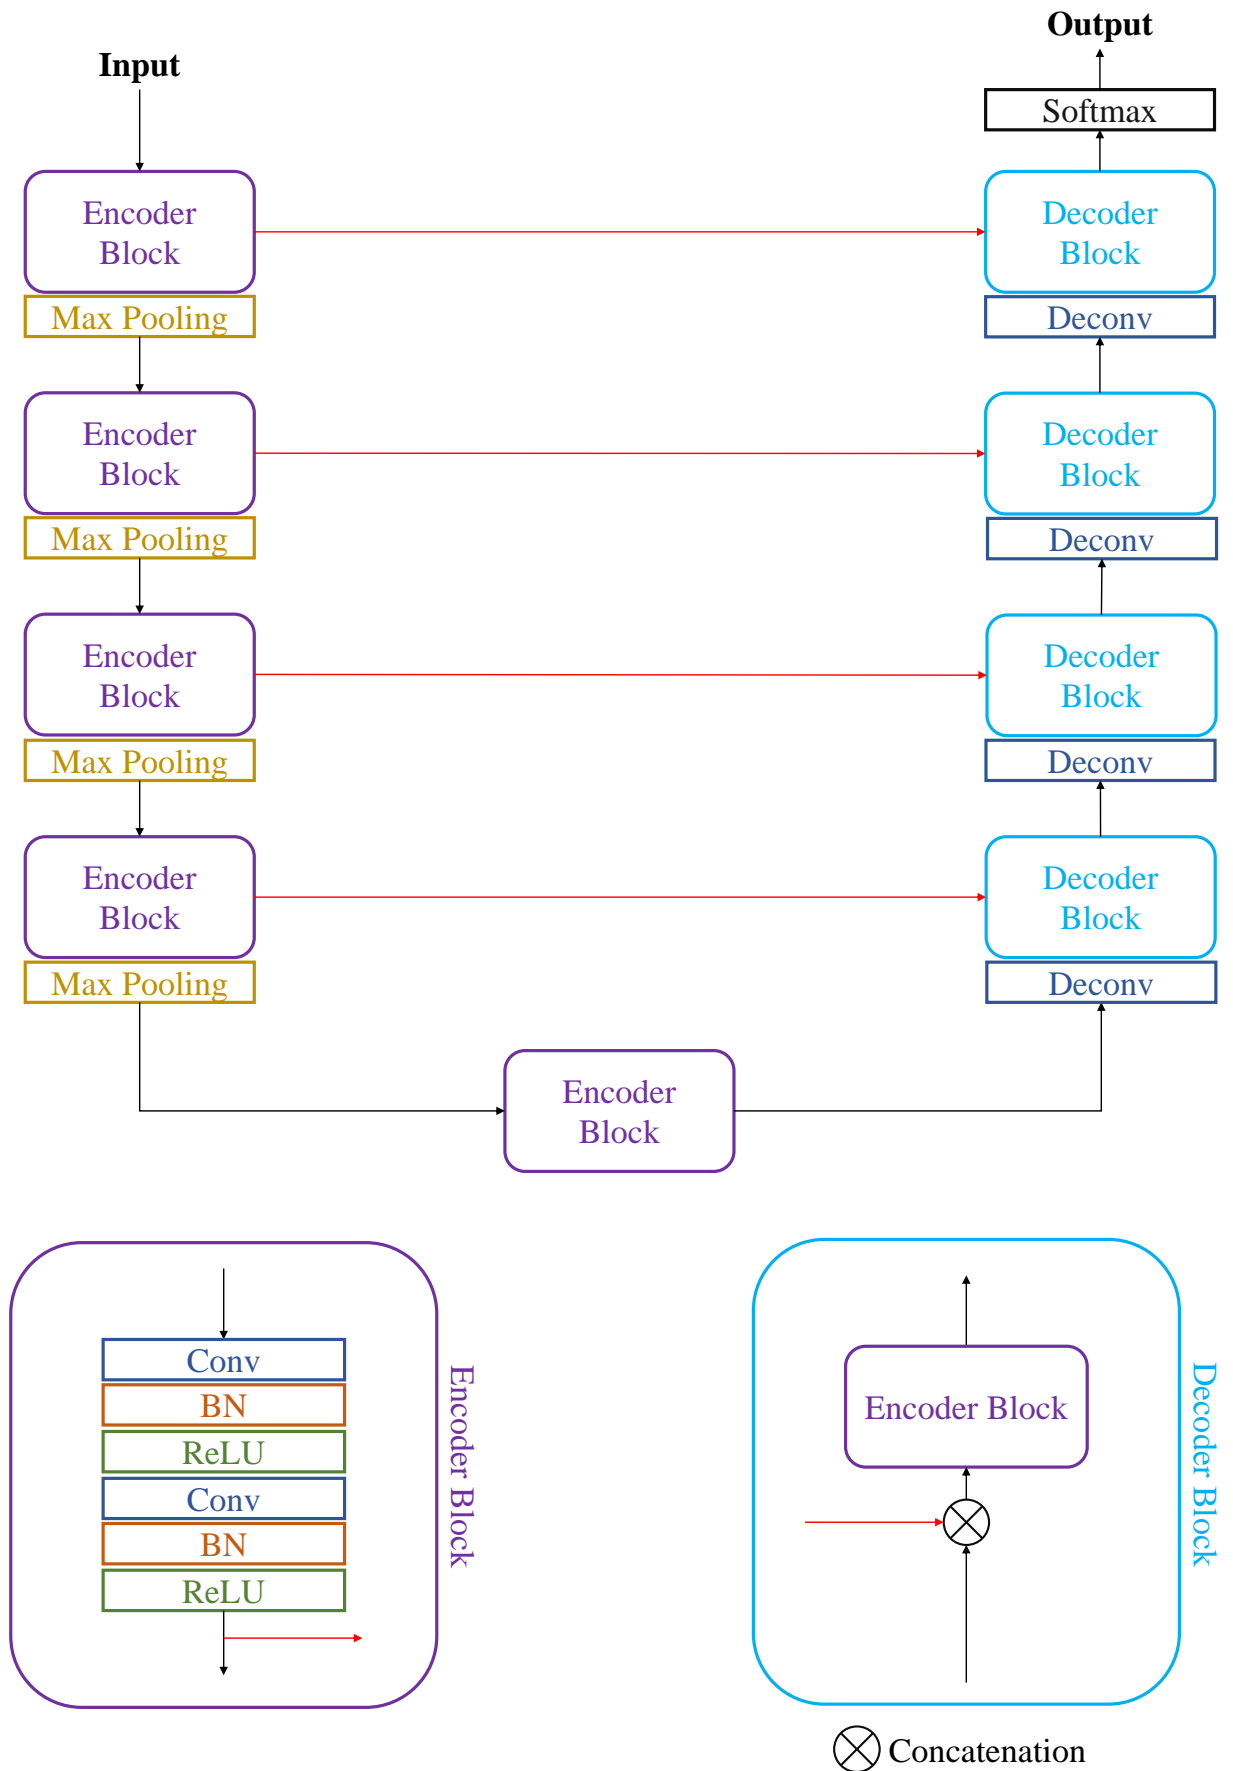 Input
Output
Softmax
Encoder
Block
Max Pooling
Decoder
Block
Deconv
Encoder
Block
Max Pooling
Decoder
Block
Deconv
Encoder
Block
Max Pooling
Decoder
Block
Deconv
Encoder
Block
Max Pooling
Decoder
Block
Deconv
Encoder
Block
Conv
BN
ReLU
Conv
BN
ReLU
Encoder Block
Encoder Block
Decoder Block
Concatenation